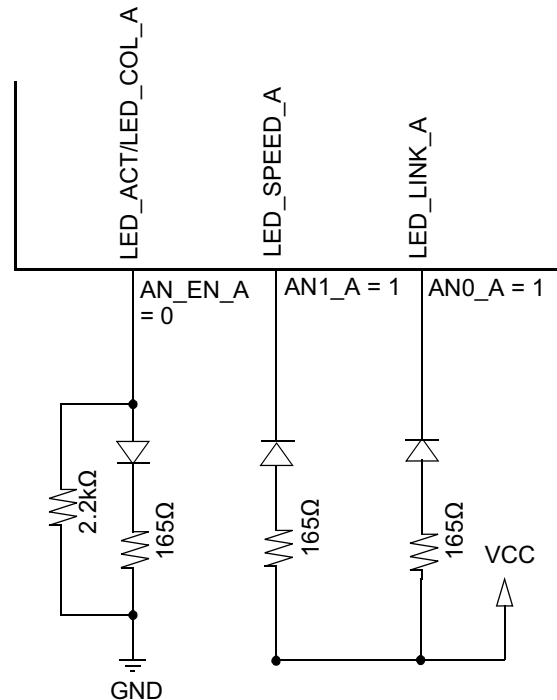 LED_ACT/LED_COL_A
LED_SPEED_A
LED_LINK_A
AN_EN_A
= 0
AN1_A = 1
AN0_A = 1
2.2kΩ
165Ω
165Ω
165Ω
VCC
GND